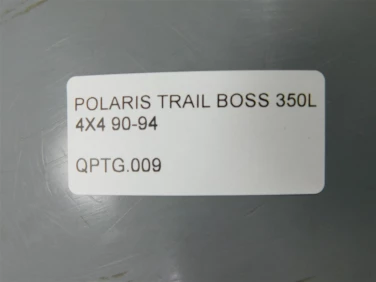 POLARIS TRAIL BOSS 350L
4X4 90-94
QPTG.009